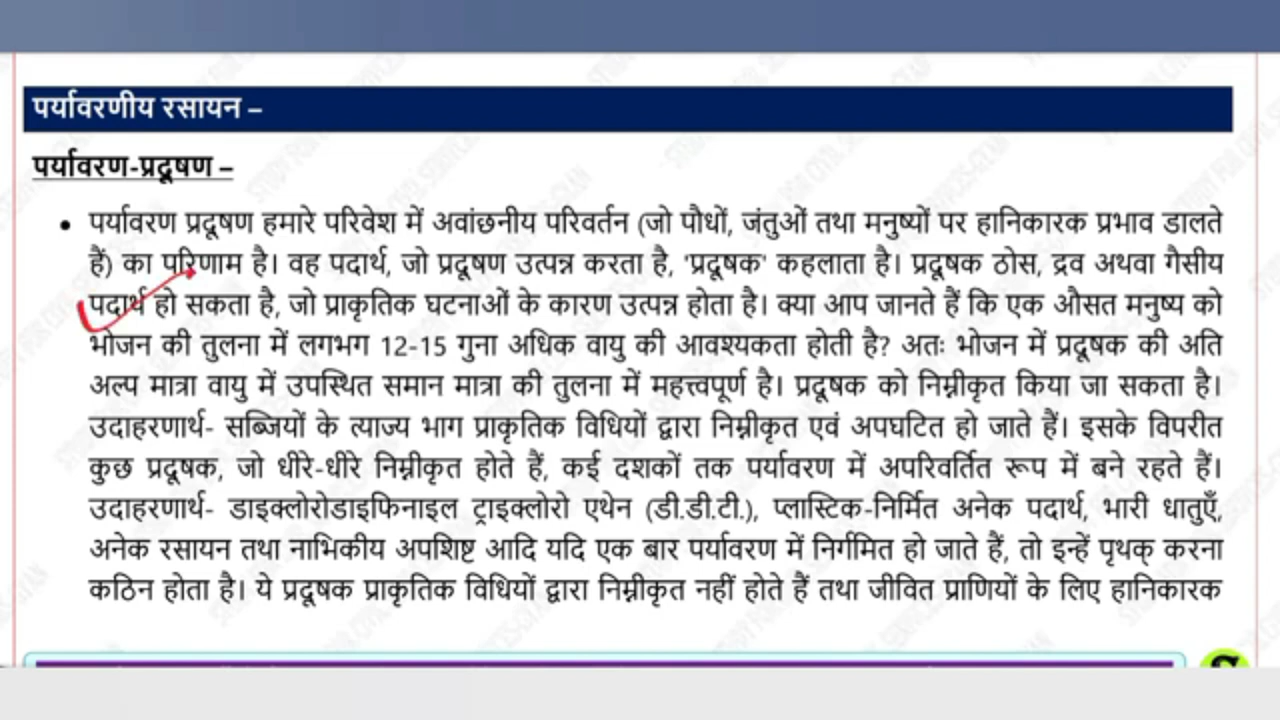 पर्यावरणीय रसायन –
पर्यावरण-प्रदूषण –
• पर्यावरण प्रदूषण हमारे परिवेश में अवांछनीय परिवर्तन (जो पौधों, जंतुओं तथा मनुष्यों पर हानिकारक प्रभाव डालते
हैं) का परिणाम है। वह पदार्थ, जो प्रदूषण उत्पन्न करता है, 'प्रदूषक' कहलाता है। प्रदूषक ठोस, द्रव अथवा गैसीय
पदार्थ हो सकता है, जो प्राकृतिक घटनाओं के कारण उत्पन्न होता है। क्या आप जानते हैं कि एक औसत मनुष्य को
भोजन की तुलना में लगभग 12-15 गुना अधिक वायु की आवश्यकता होती है? अतः भोजन में प्रदूषक की अति
अल्प मात्रा वायु में उपस्थित समान मात्रा की तुलना में महत्त्वपूर्ण है। प्रदूषक को निम्नीकृत किया जा सकता है।
उदाहरणार्थ- सब्जियों के त्याज्य भाग प्राकृतिक विधियों द्वारा निम्नीकृत एवं अपघटित हो जाते हैं। इसके विपरीत
कुछ प्रदूषक, जो धीरे-धीरे निम्नीकृत होते हैं, कई दशकों तक पर्यावरण में अपरिवर्तित रूप में बने रहते हैं।
उदाहरणार्थ- डाइक्लोरोडाइफिनाइल ट्राइक्लोरो एथेन (डी.डी.टी.), प्लास्टिक-निर्मित अनेक पदार्थ, भारी धातुएँ,
अनेक रसायन तथा नाभिकीय अपशिष्ट आदि यदि एक बार पर्यावरण में निर्गमित हो जाते हैं, तो इन्हें पृथक् करना
कठिन होता है। ये प्रदूषक प्राकृतिक विधियों द्वारा निम्नीकृत नहीं होते हैं तथा जीवित प्राणियों के लिए हानिकारक